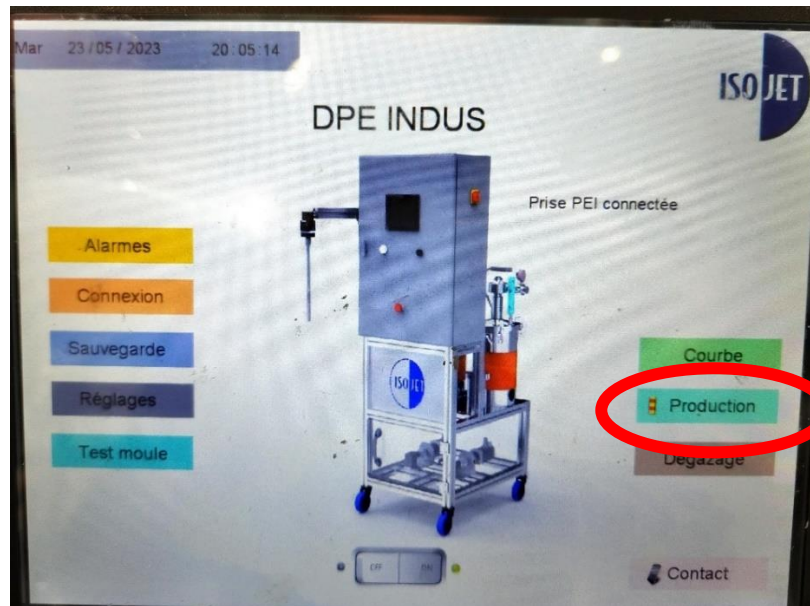 Mar 23/05/2023 20:05:14
ISOJET
DPE INDUS
Prise PEI connectée
Alarmes
Connexion
Sauvegarde
Réglages
Test moule
ISOJET
Courbe
Production
Dégazage
OFF ON
Contact